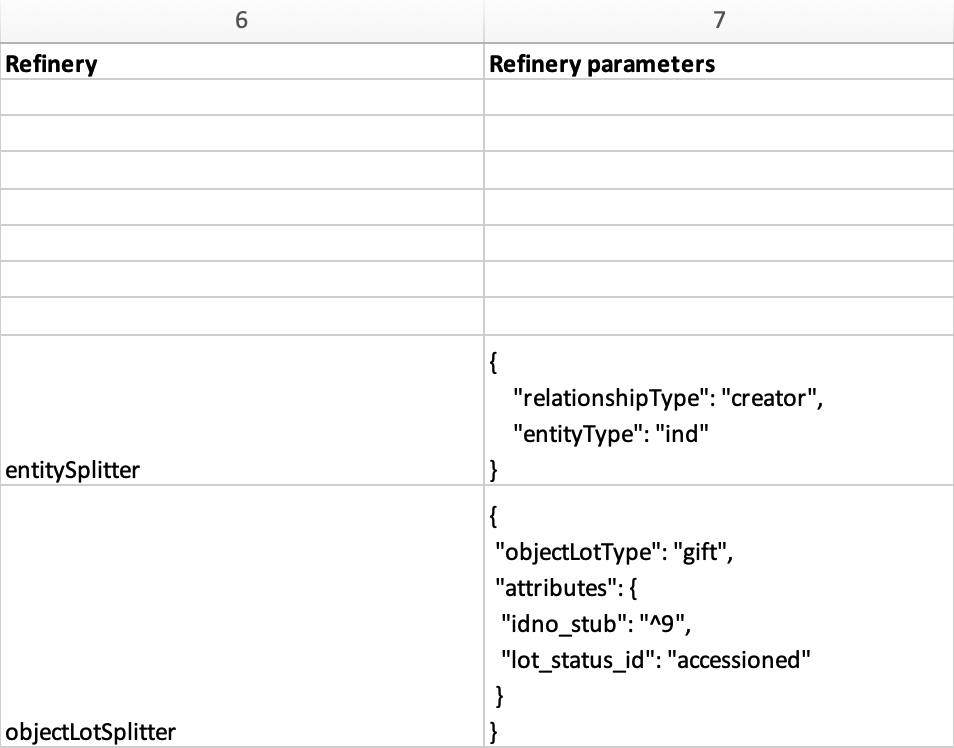 6 7
Refinery Refinery parameters
{
"relationshipType": "creator",
"entityType": "ind"
entitySplitter }
{
"objectLotType": "gift",
"attributes": {
"idno_stub": "^9",
"lot_status_id": "accessioned"
}
objectLotSplitter }